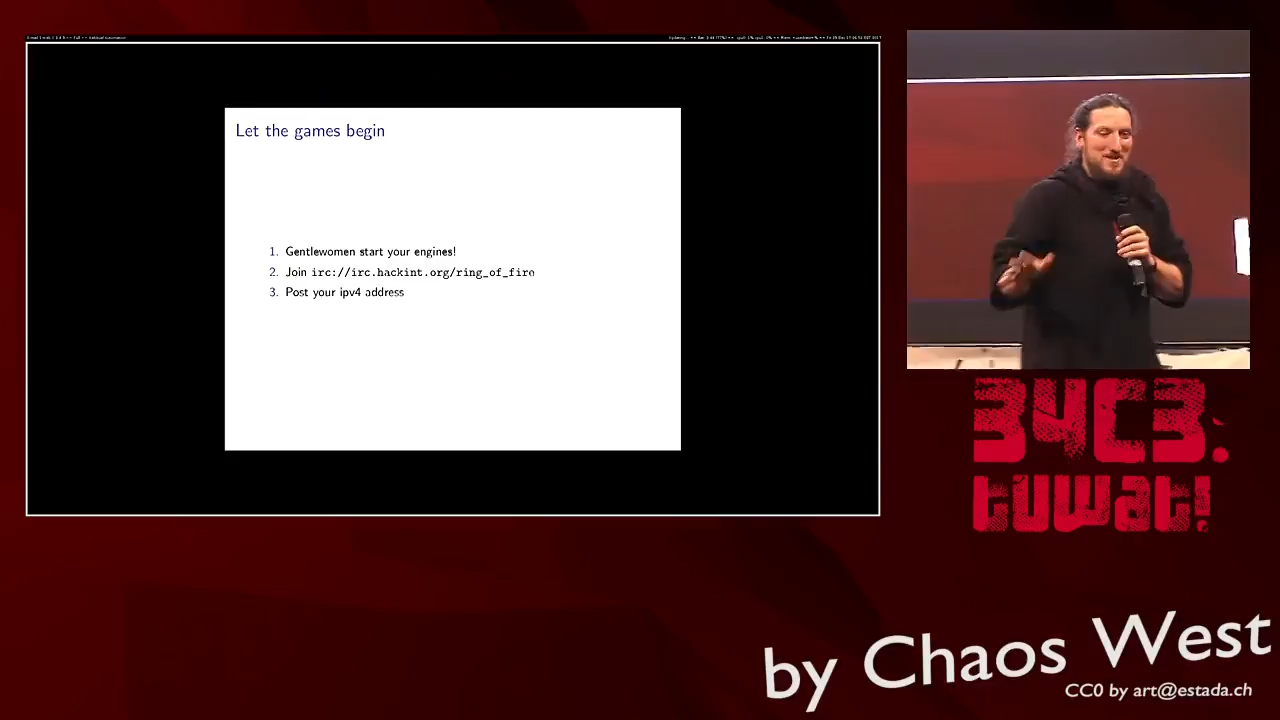 Let the games begin
1. Gentlewomen start your engines!
2. Join irc://irc.hackint.org/ring_of_fire
3. Post your ipv4 address
34C3:
tuwat!
by Chaos West
CC0 by art@estada.ch